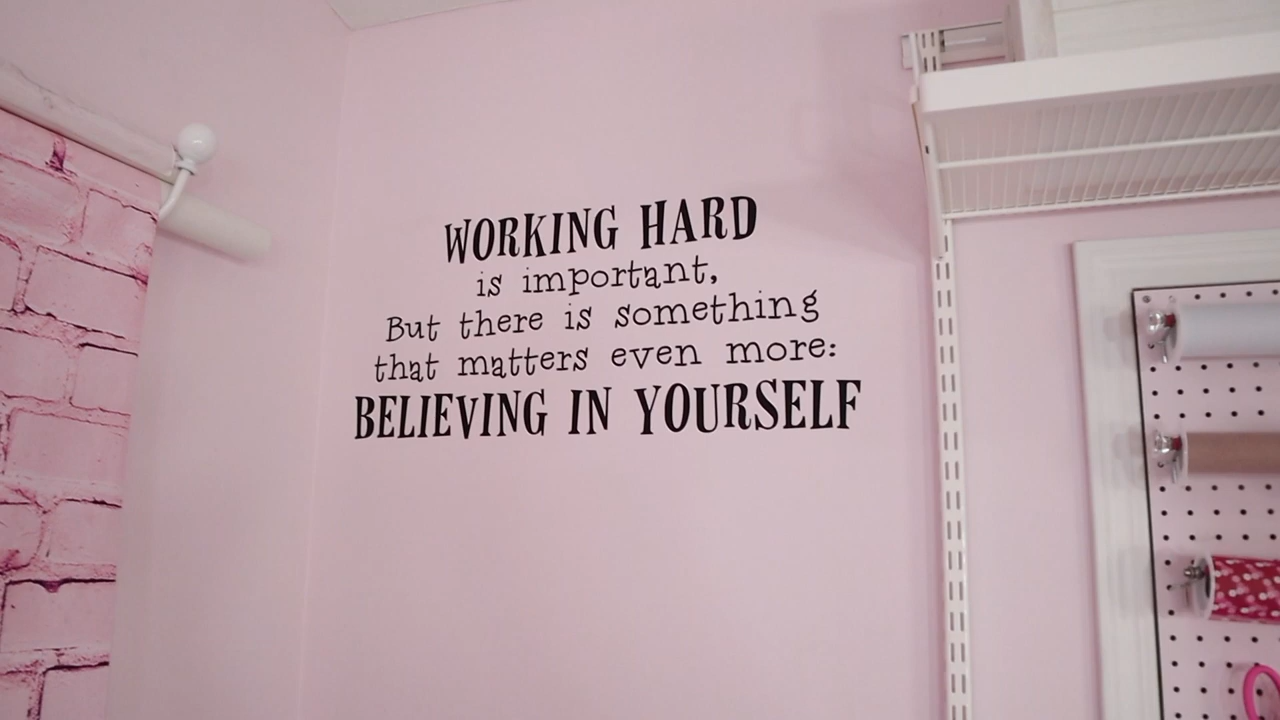 WORKING HARD
is important,
But there is something
that matters even more:
BELIEVING IN YOURSELF